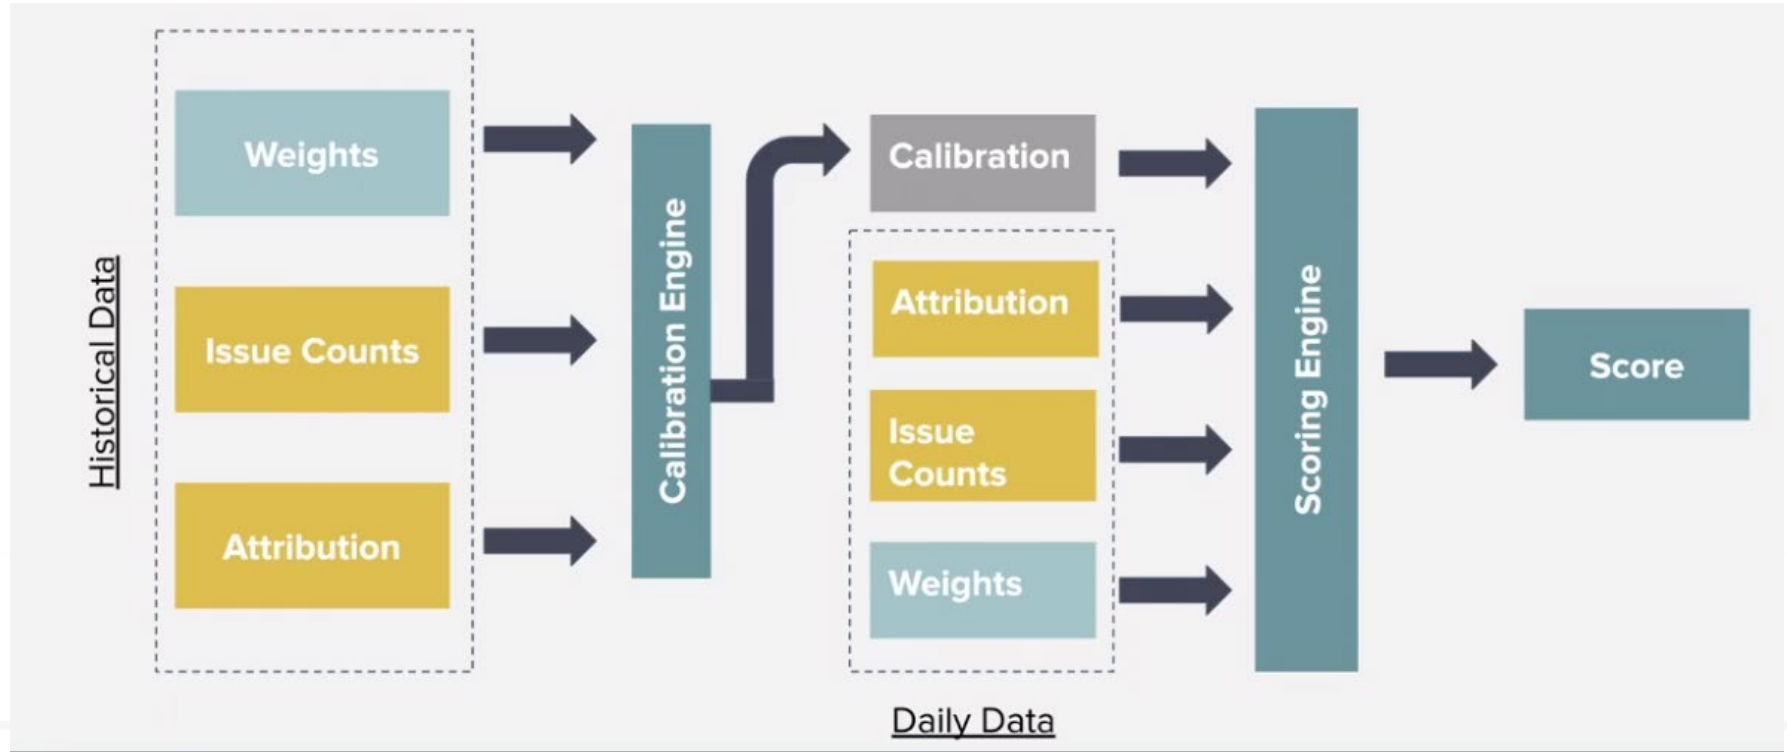 Historical Data
Weights
Issue Counts
Attribution
Calibration Engine
Calibration
Attribution
Issue
Counts
Weights
Daily Data
Scoring Engine
Score